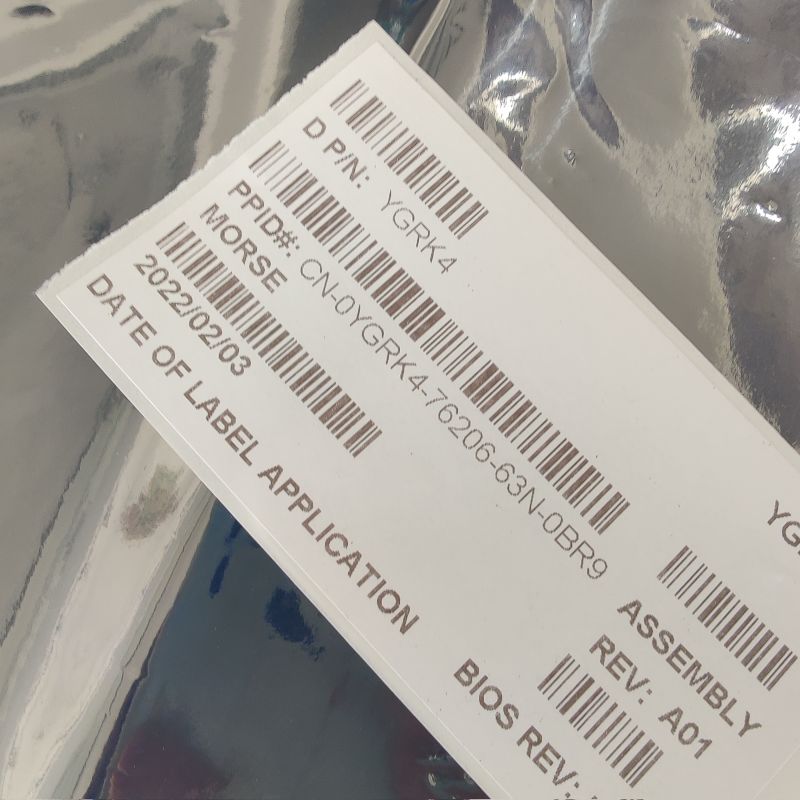 D P/N: YGRK4
PPID#: CN-0YGRK4-76206-63N-0BR9
MORSE
2022/02/03
DATE OF LABEL APPLICATION
ASSEMBLY
REV: A01
BIOS REV: